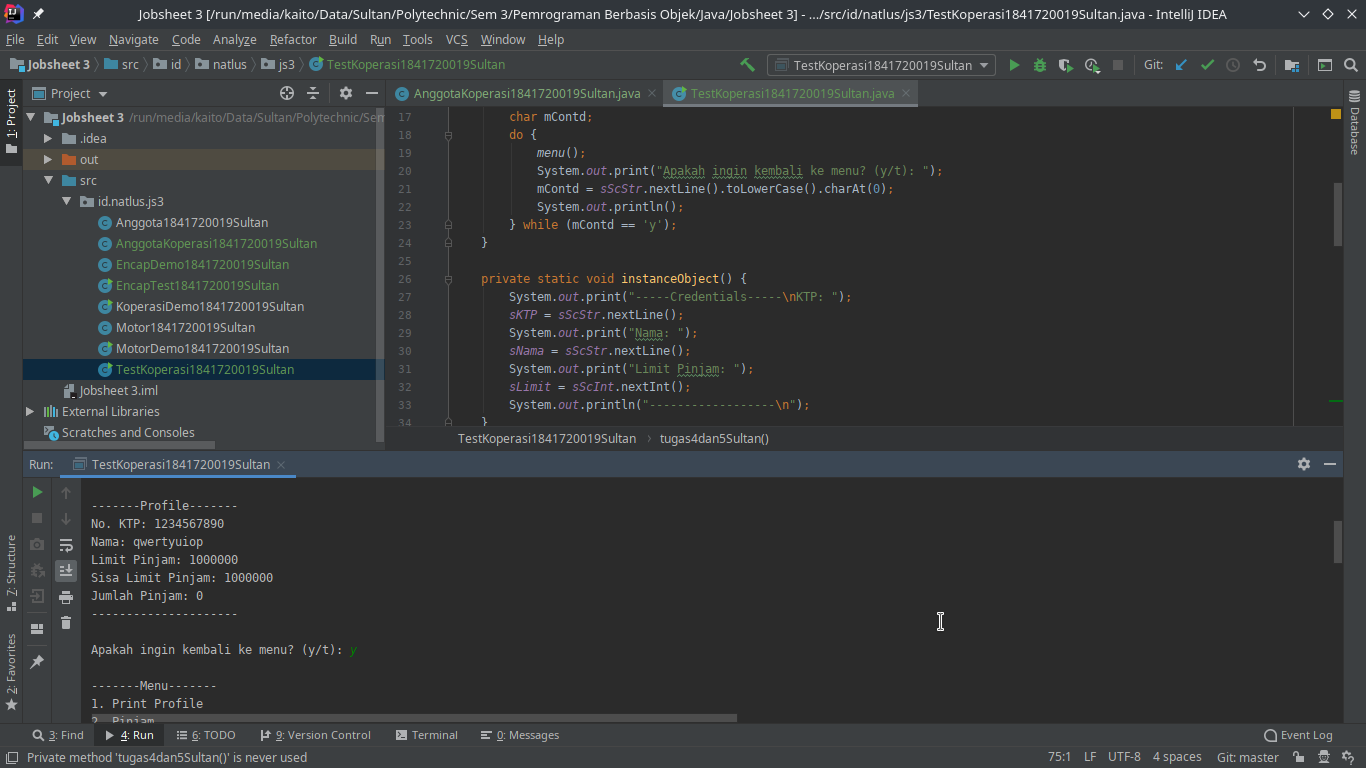 Jobsheet 3 [/run/media/kaito/Data/Sultan/Polytechnic/Sem 3/Pemrograman Berbasis Objek/Java/Jobsheet 3] - .../src/id/natlus/js3/TestKoperasi1841720019Sultan.java - IntelliJ IDEA
File Edit View Navigate Code Analyze Refactor Build Run Tools VCS Window Help
Jobsheet 3 src id natlus js3 TestKoperasi1841720019Sultan TestKoperasi1841720019Sultan Git:
Project AnggotaKoperasi1841720019Sultan.java TestKoperasi1841720019Sultan.java
1: Project
Database
Jobsheet 3 /run/media/kaito/Data/Sultan/Polytechnic/Sem
.idea
out
src
id.natlus.js3
Anggota1841720019Sultan
AnggotaKoperasi1841720019Sultan
EncapDemo1841720019Sultan
EncapTest1841720019Sultan
KoperasiDemo1841720019Sultan
Motor1841720019Sultan
MotorDemo1841720019Sultan
TestKoperasi1841720019Sultan
Jobsheet 3.iml
External Libraries
Scratches and Consoles
17 char mContd;
18 do {
19 menu();
20 System.out.print("Apakah ingin kembali ke menu? (y/t): ");
21 mContd = sScStr.nextLine().toLowerCase().charAt(0);
22 System.out.println();
23 } while (mContd == 'y');
24 }
25
26 private static void instanceObject() {
27 System.out.print("-----Credentials-----\nKTP: ");
28 sKTP = sScStr.nextLine();
29 System.out.print("Nama: ");
30 sNama = sScStr.nextLine();
31 System.out.print("Limit Pinjam: ");
32 sLimit = sScInt.nextInt();
33 System.out.println("------------------\n");
34 }
TestKoperasi1841720019Sultan › tugas4dan5Sultan()
Run: TestKoperasi1841720019Sultan
-------Profile-------
No. KTP: 1234567890
Nama: qwertyuiop
Limit Pinjam: 1000000
Sisa Limit Pinjam: 1000000
Jumlah Pinjam: 0
---------------------
Apakah ingin kembali ke menu? (y/t): y
-------Menu-------
1. Print Profile
2. Pinjam
7: Structure
2: Favorites
3: Find 4: Run 6: TODO 9: Version Control Terminal 0: Messages Event Log
Private method 'tugas4dan5Sultan()' is never used 75:1 LF UTF-8 4 spaces Git: master